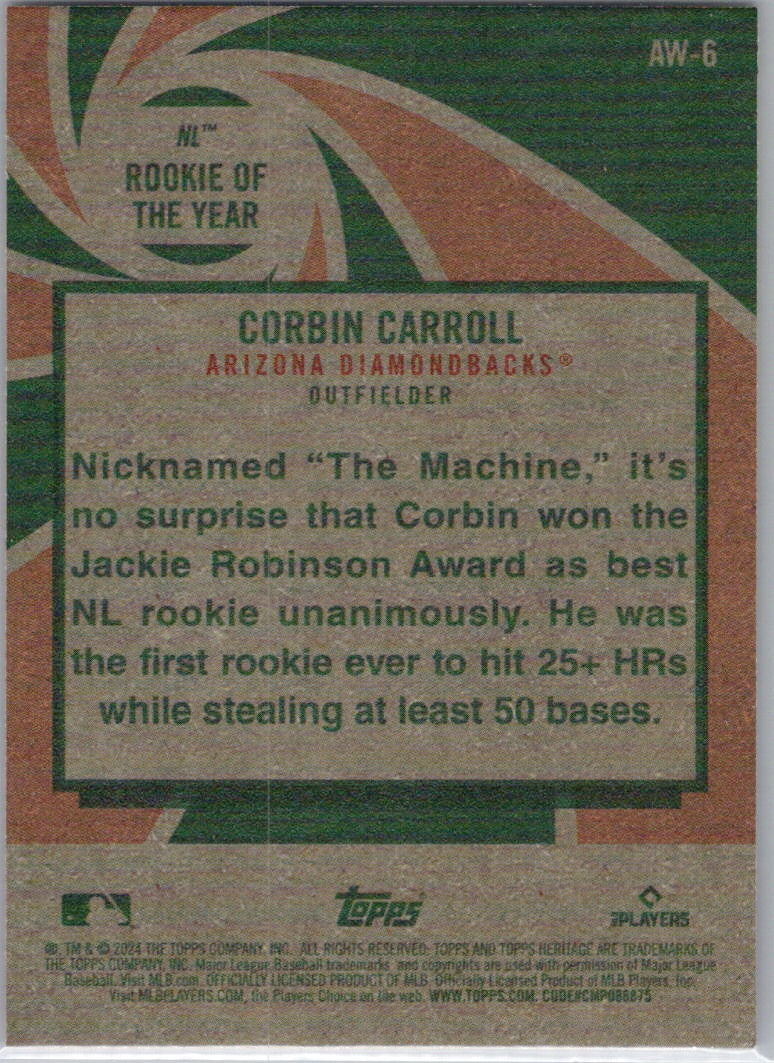 AW-6
NL™
ROOKIE OF
THE YEAR
CORBIN CARROLL
ARIZONA DIAMONDBACKS®
OUTFIELDER
Nicknamed “The Machine,” it’s
no surprise that Corbin won the
Jackie Robinson Award as best
NL rookie unanimously. He was
the first rookie ever to hit 25+ HRs
while stealing at least 50 bases.
topps
MLB PLAYERS
®, TM & © 2024 THE TOPPS COMPANY, INC. ALL RIGHTS RESERVED. TOPPS AND TOPPS HERITAGE ARE TRADEMARKS OF
THE TOPPS COMPANY, INC. Major League Baseball trademarks and copyrights are used with permission of Major League
Baseball. Visit MLB.com. OFFICIALLY LICENSED PRODUCT OF MLB. Officially Licensed Product of MLB Players, Inc.
Visit MLBPLAYERS.COM, the Players Choice on the web. WWW.TOPPS.COM. CODE#CMP088875